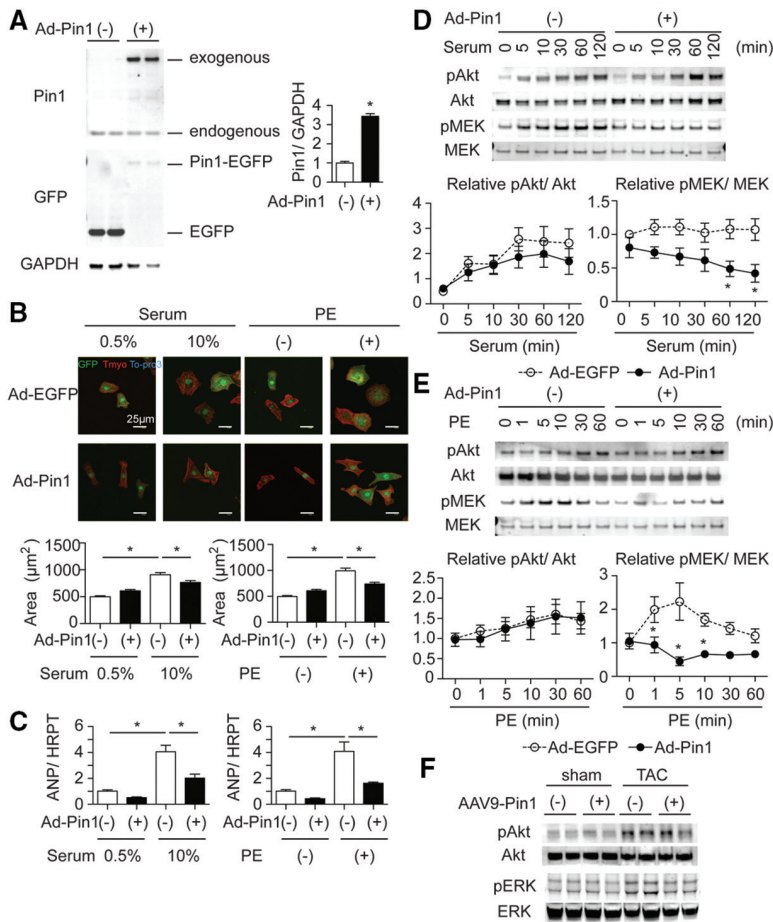 A
Ad-Pin1 (-) (+)
Pin1
exogenous
endogenous
GFP
Pin1-EGFP
EGFP
GAPDH
Pin1/ GAPDH
4
3
2
1
0
*
Ad-Pin1 (-) (+)
B
Serum PE
0.5% 10% (-) (+)
Ad-EGFP
GFP Tmyo To-pro3
25μm
Ad-Pin1
Area (μm2)
1500
1000
500
0
* *
Ad-Pin1 (-) (+) (-) (+)
Serum 0.5% 10%
Area (μm2)
1500
1000
500
0
* *
Ad-Pin1 (-) (+) (-) (+)
PE (-) (+)
C
ANP/ HRPT
6
4
2
0
* *
Ad-Pin1 (-) (+) (-) (+)
Serum 0.5% 10%
ANP/ HRPT
6
4
2
0
* *
Ad-Pin1 (-) (+) (-) (+)
PE (-) (+)
D
Ad-Pin1 (-) (+)
Serum 0 5 10 30 60 120 0 5 10 30 60 120 (min)
pAkt
Akt
pMEK
MEK
Relative pAkt/ Akt
4
3
2
1
0
0 5 10 30 60 120
Serum (min)
Relative pMEK/ MEK
1.5
1.0
0.5
0
* *
0 5 10 30 60 120
Serum (min)
Ad-EGFP Ad-Pin1
E
Ad-Pin1 (-) (+)
PE 0 1 5 10 30 60 0 1 5 10 30 60 (min)
pAkt
Akt
pMEK
MEK
Relative pAkt/ Akt
2.5
2.0
1.5
1.0
0.5
0
0 1 5 10 30 60
PE (min)
Relative pMEK/ MEK
3
2
1
0
* * *
0 1 5 10 30 60
PE (min)
Ad-EGFP Ad-Pin1
F
sham TAC
AAV9-Pin1 (-) (+) (-) (+)
pAkt
Akt
pERK
ERK